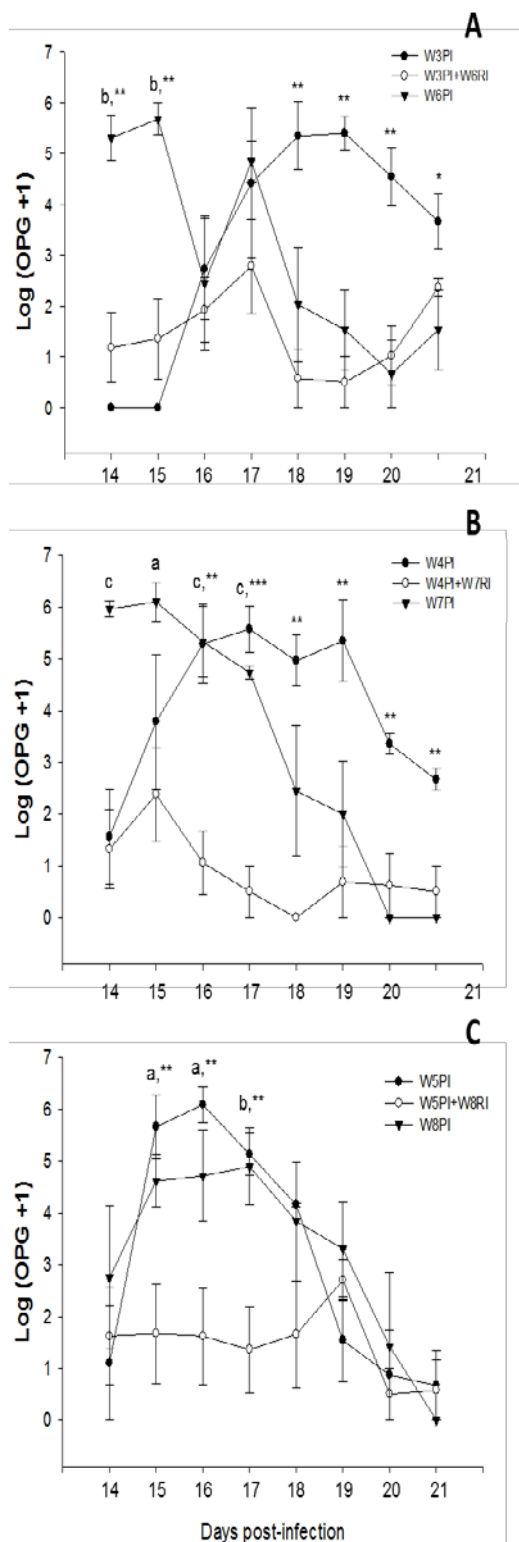 A
W3PI
W3PI+W6RI
W6PI
b,** b,** ** ** ** *
Log (OPG +1)
7
6
5
4
3
2
1
0
14 15 16 17 18 19 20 21
B
W4PI
W4PI+W7RI
W7PI
c a c,** c,*** ** ** ** **
Log (OPG +1)
7
6
5
4
3
2
1
0
14 15 16 17 18 19 20 21
C
W5PI
W5PI+W8RI
W8PI
a,** a,** b,**
Log (OPG +1)
7
6
5
4
3
2
1
0
14 15 16 17 18 19 20 21
Days post-infection